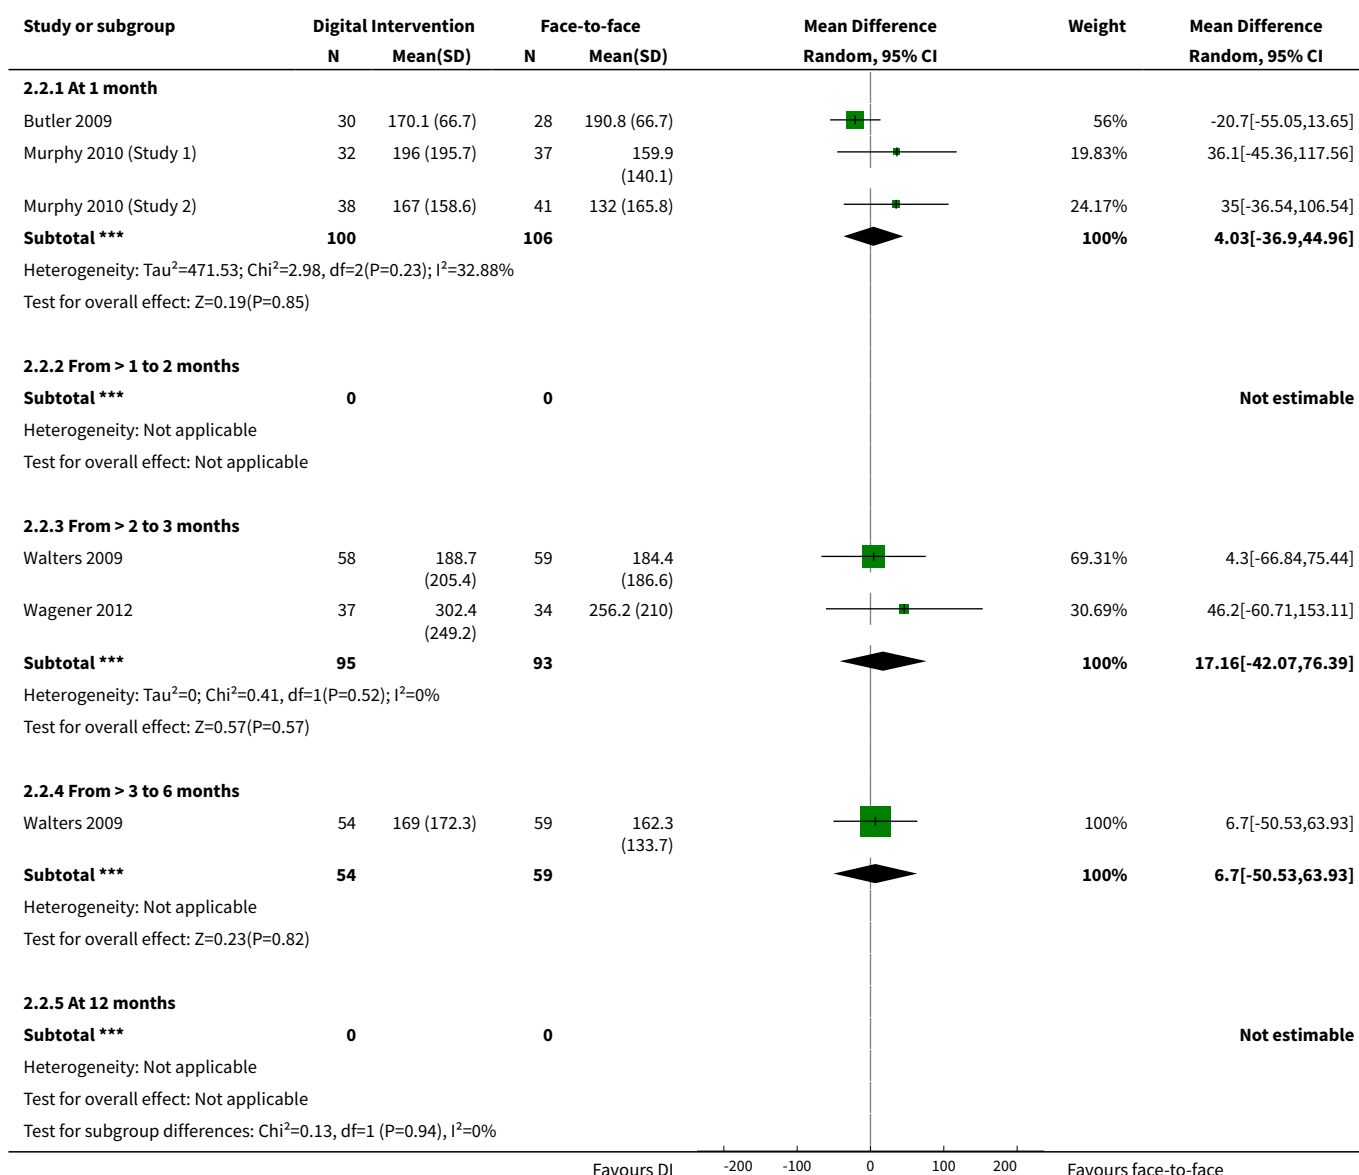 Study or subgroup Digital Intervention Face-to-face Mean Difference Weight Mean Difference
N Mean(SD) N Mean(SD) Random, 95% CI Random, 95% CI
2.2.1 At 1 month
Butler 2009 30 170.1 (66.7) 28 190.8 (66.7) 56% -20.7[-55.05,13.65]
Murphy 2010 (Study 1) 32 196 (195.7) 37 159.9 19.83% 36.1[-45.36,117.56]
(140.1)
Murphy 2010 (Study 2) 38 167 (158.6) 41 132 (165.8) 24.17% 35[-36.54,106.54]
Subtotal *** 100 106 100% 4.03[-36.9,44.96]
Heterogeneity: Tau²=471.53; Chi²=2.98, df=2(P=0.23); I²=32.88%
Test for overall effect: Z=0.19(P=0.85)
2.2.2 From > 1 to 2 months
Subtotal *** 0 0 Not estimable
Heterogeneity: Not applicable
Test for overall effect: Not applicable
2.2.3 From > 2 to 3 months
Walters 2009 58 188.7 59 184.4 69.31% 4.3[-66.84,75.44]
(205.4) (186.6)
Wagener 2012 37 302.4 34 256.2 (210) 30.69% 46.2[-60.71,153.11]
(249.2)
Subtotal *** 95 93 100% 17.16[-42.07,76.39]
Heterogeneity: Tau²=0; Chi²=0.41, df=1(P=0.52); I²=0%
Test for overall effect: Z=0.57(P=0.57)
2.2.4 From > 3 to 6 months
Walters 2009 54 169 (172.3) 59 162.3 100% 6.7[-50.53,63.93]
(133.7)
Subtotal *** 54 59 100% 6.7[-50.53,63.93]
Heterogeneity: Not applicable
Test for overall effect: Z=0.23(P=0.82)
2.2.5 At 12 months
Subtotal *** 0 0 Not estimable
Heterogeneity: Not applicable
Test for overall effect: Not applicable
Test for subgroup differences: Chi²=0.13, df=1 (P=0.94), I²=0%
Favours DI -200 -100 0 100 200 Favours face-to-face